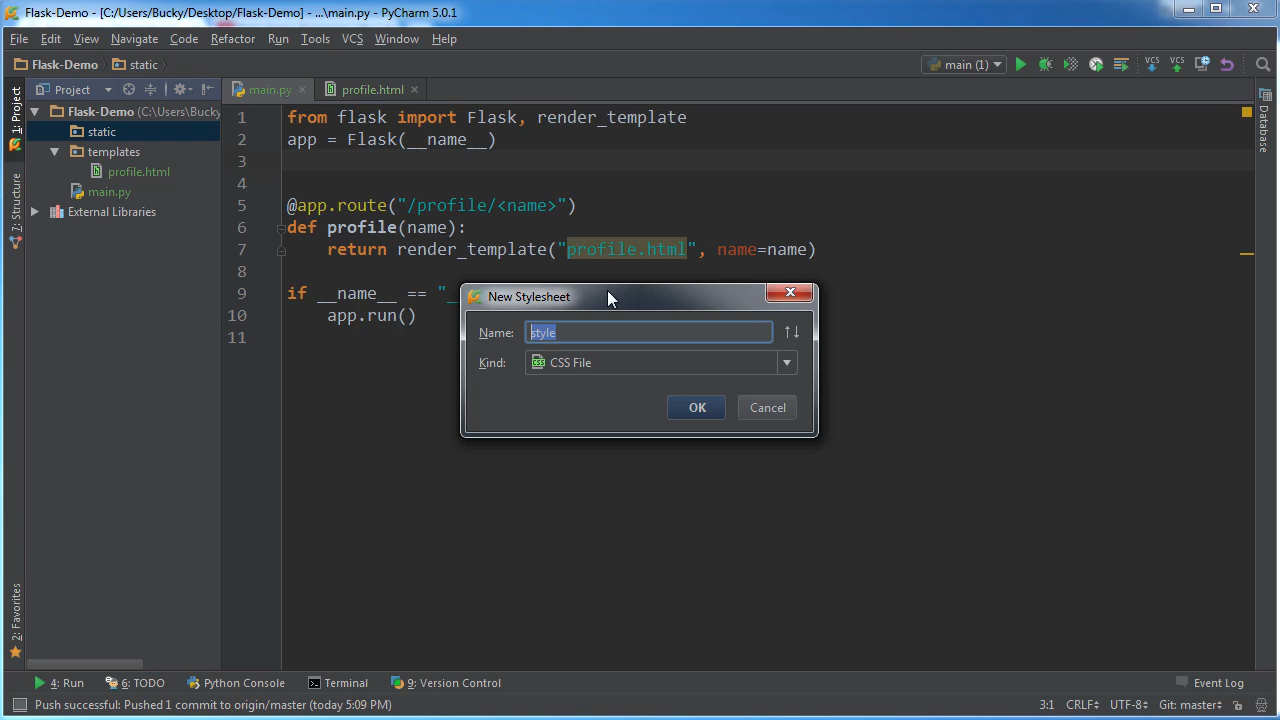 Flask-Demo - [C:/Users/Bucky/Desktop/Flask-Demo] - ...\main.py - PyCharm 5.0.1
File Edit View Navigate Code Refactor Run Tools VCS Window Help
Flask-Demo static main (1) VCS VCS
1: Project
7: Structure
2: Favorites
Project
Flask-Demo (C:\Users\Bucky
static
templates
profile.html
main.py
External Libraries
main.py profile.html
1 from flask import Flask, render_template
2 app = Flask(__name__)
3
4
5 @app.route("/profile/<name>")
6 def profile(name):
7 return render_template("profile.html", name=name)
8
9 if __name__ == "_
10 app.run()
11
New Stylesheet
Name: style
Kind: CSS File
OK Cancel
Database
4: Run 6: TODO Python Console Terminal 9: Version Control Event Log
Push successful: Pushed 1 commit to origin/master (today 5:09 PM) 3:1 CRLF UTF-8 Git: master